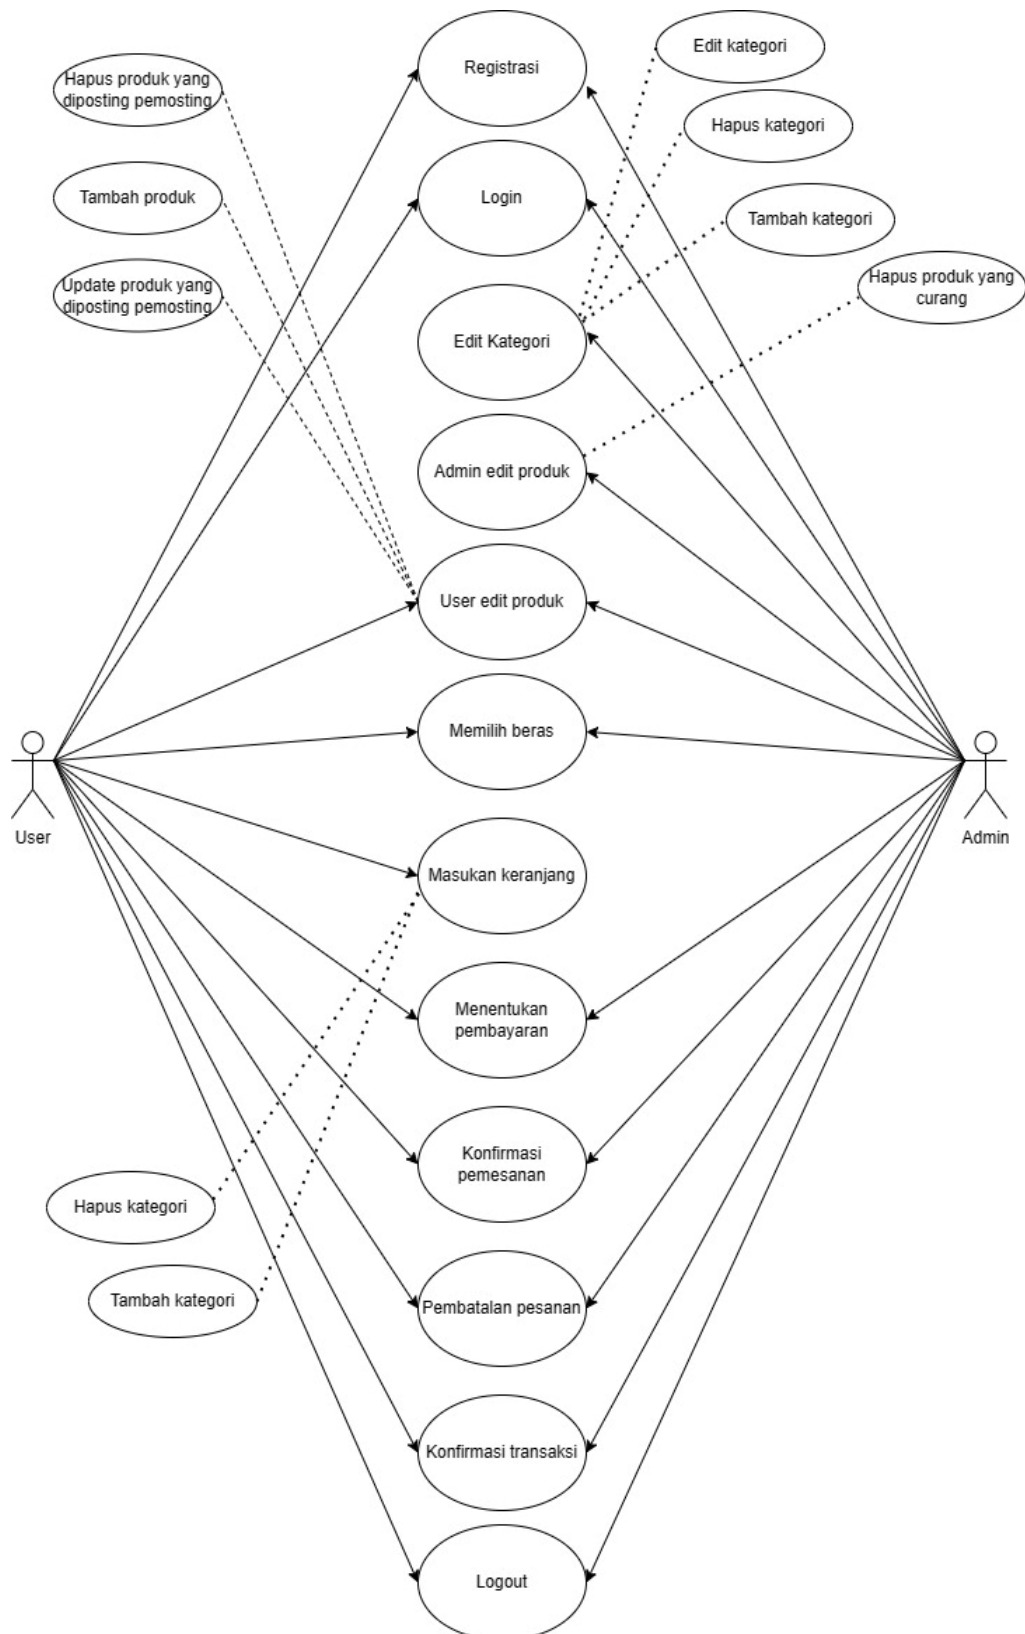 Registrasi
Edit kategori
Hapus produk yang
diposting pemosting
Hapus kategori
Login
Tambah produk
Tambah kategori
Hapus produk yang
curang
Update produk yang
diposting pemosting
Edit Kategori
Admin edit produk
User edit produk
Memilih beras
User
Admin
Masukan keranjang
Menentukan
pembayaran
Konfirmasi
pemesanan
Hapus kategori
Tambah kategori
Pembatalan pesanan
Konfirmasi transaksi
Logout